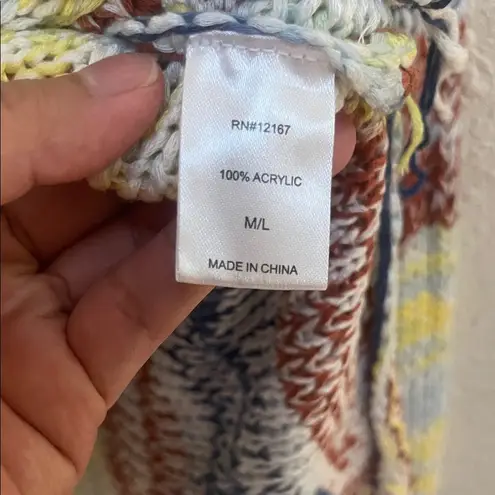 RN#12167
100% ACRYLIC
M/L
MADE IN CHINA